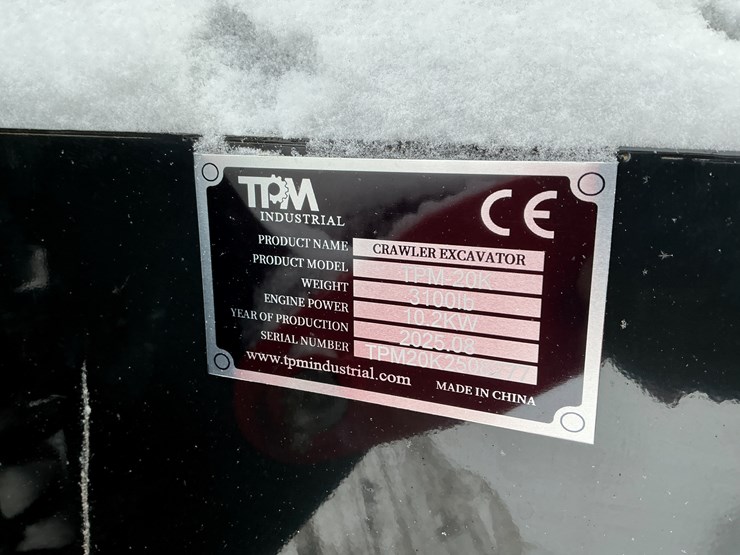 TPM
INDUSTRIAL
CE
PRODUCT NAME CRAWLER EXCAVATOR
PRODUCT MODEL TPM-20K
WEIGHT 3100lb
ENGINE POWER 10.2KW
YEAR OF PRODUCTION 2025.08
SERIAL NUMBER
www.tpmindustrial.com
MADE IN CHINA